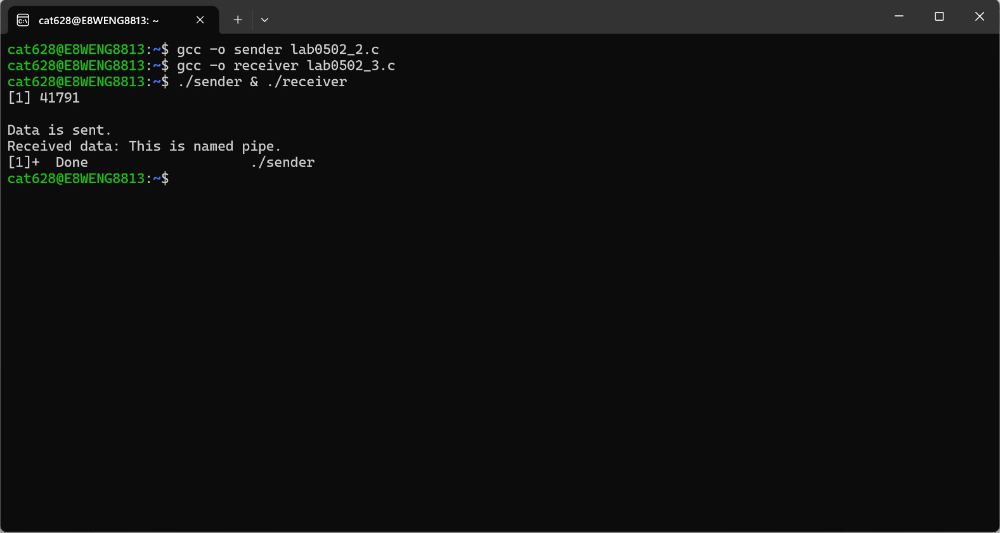 cat628@E8WENG8813: ~
cat628@E8WENG8813:~$ gcc -o sender lab0502_2.c
cat628@E8WENG8813:~$ gcc -o receiver lab0502_3.c
cat628@E8WENG8813:~$ ./sender & ./receiver
[1] 41791
Data is sent.
Received data: This is named pipe.
[1]+  Done                    ./sender
cat628@E8WENG8813:~$